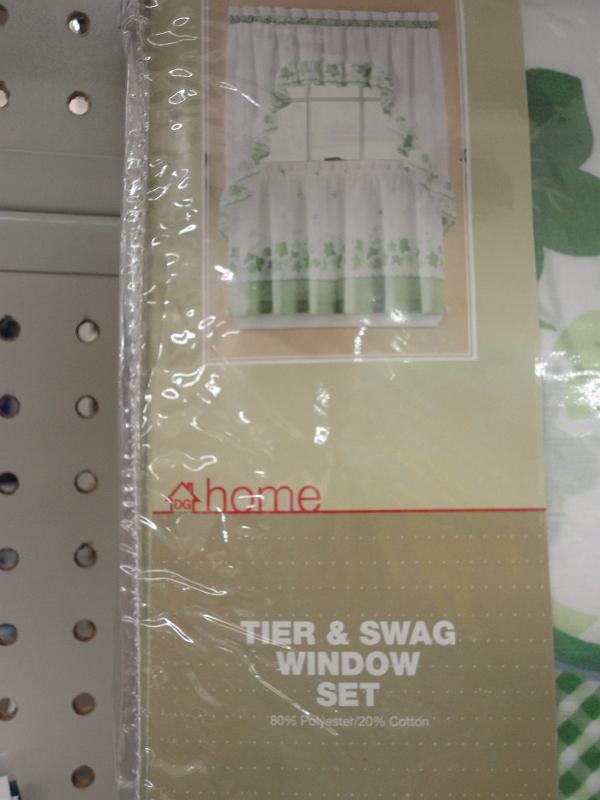 DG home
TIER & SWAG
WINDOW
SET
80% Polyester/20% Cotton